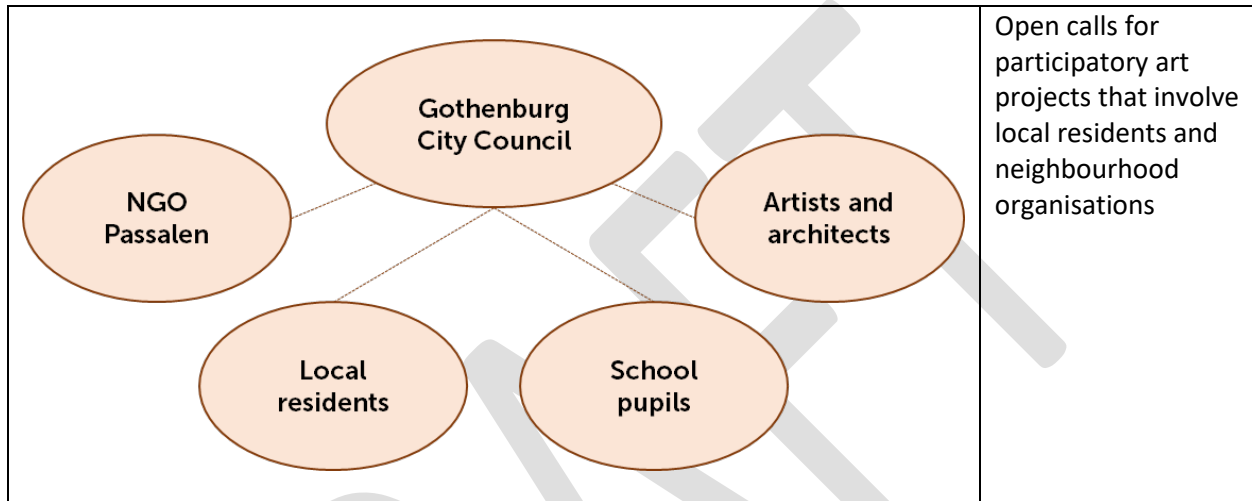 Gothenburg
City Council
NGO
Passalen
Artists and
architects
Local
residents
School
pupils
Open calls for
participatory art
projects that involve
local residents and
neighbourhood
organisations